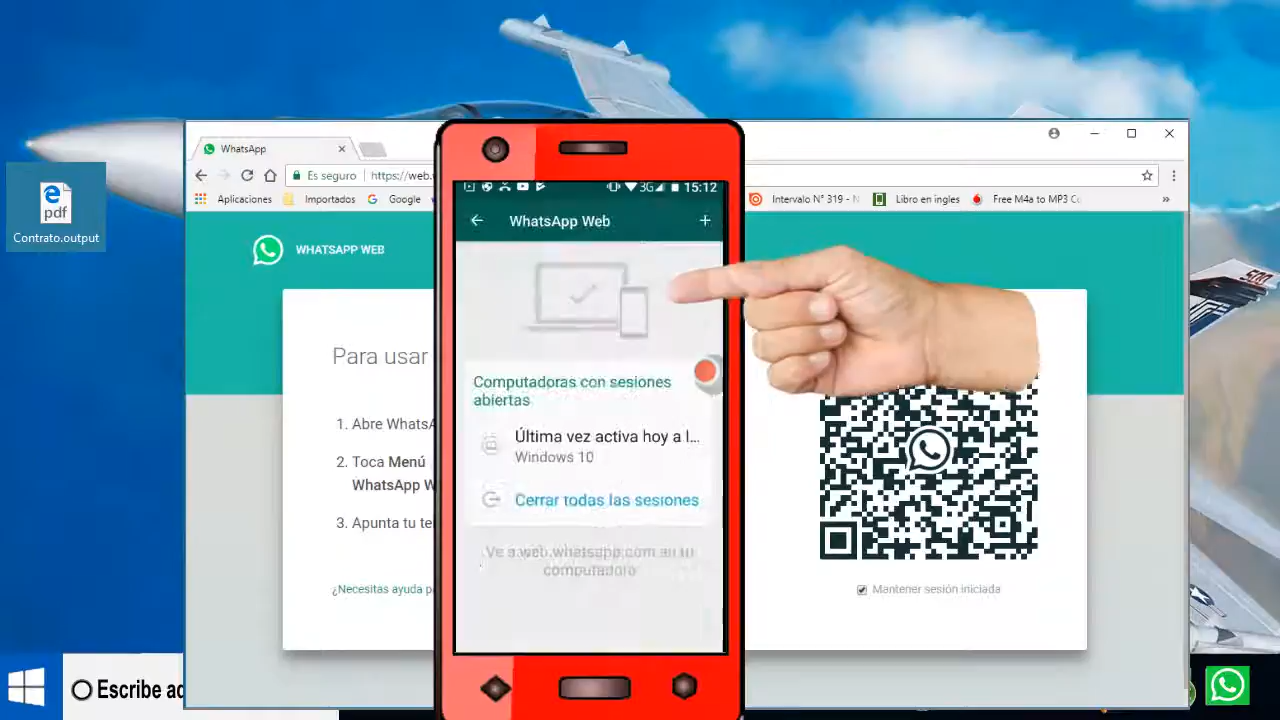 WhatsApp
Es seguro
https://web.
Aplicaciones
Importados
Google
Intervalo N° 319 - N
Libro en ingles
Free M4a to MP3 Co
»
pdf
Contrato.output
WHATSAPP WEB
3G
15:12
WhatsApp Web
Para usar
1. Abre WhatsA
2. Toca Menú
WhatsApp W
3. Apunta tu te
¿Necesitas ayuda p
Computadoras con sesiones
abiertas
Última vez activa hoy a l...
Windows 10
Cerrar todas las sesiones
Ve a web.whatsapp.com en tu
computadora
Mantener sesión iniciada
Escribe ac